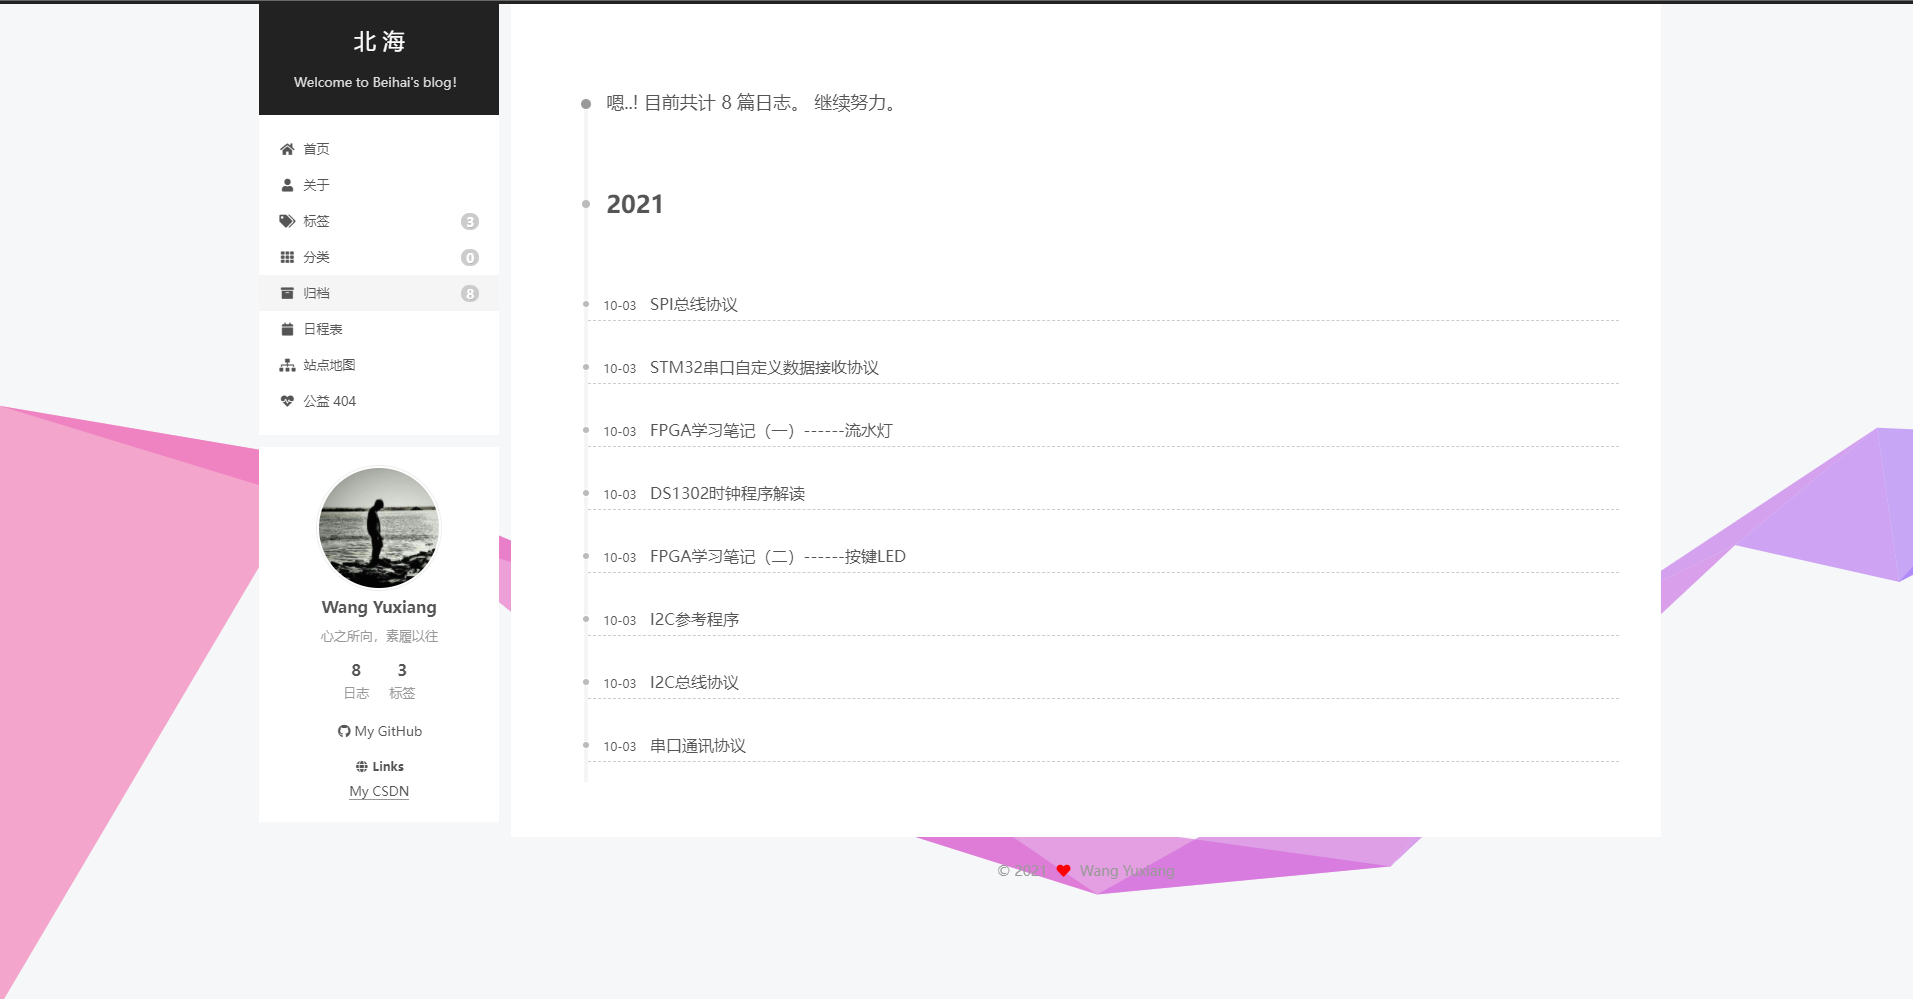 北海
Welcome to Beihai's blog!
首页
关于
标签 3
分类 0
归档 8
日程表
站点地图
公益 404
Wang Yuxiang
心之所向，素履以往
8 3
日志 标签
My GitHub
Links
My CSDN
嗯..! 目前共计 8 篇日志。 继续努力。
2021
10-03 SPI总线协议
10-03 STM32串口自定义数据接收协议
10-03 FPGA学习笔记（一）------流水灯
10-03 DS1302时钟程序解读
10-03 FPGA学习笔记（二）------按键LED
10-03 I2C参考程序
10-03 I2C总线协议
10-03 串口通讯协议
© 2021 Wang Yuxiang